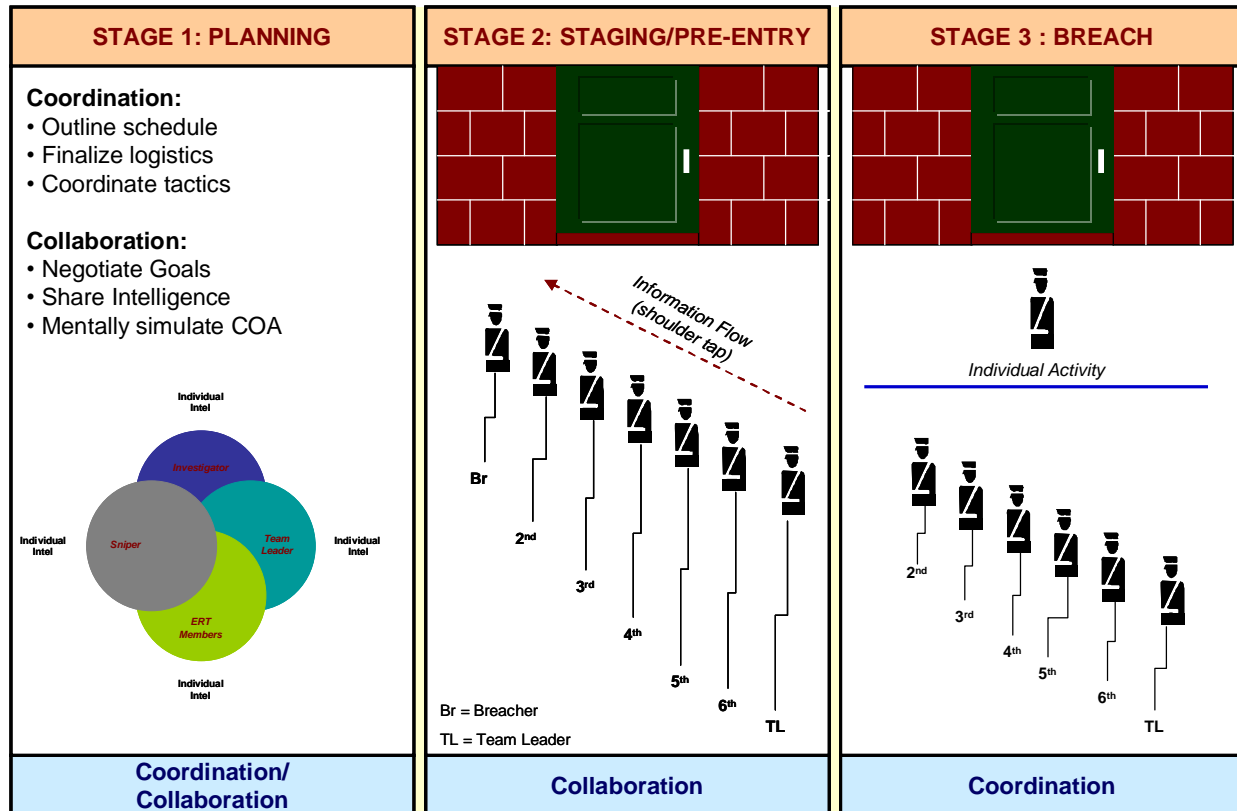 STAGE 1: PLANNING
Coordination:
• Outline schedule
• Finalize logistics
• Coordinate tactics
Collaboration:
• Negotiate Goals
• Share Intelligence
• Mentally simulate COA
Individual
Intel
Investigator
Individual
Intel
Sniper
Team
Leader
Individual
Intel
ERT
Members
Individual
Intel
Coordination/
Collaboration
STAGE 2: STAGING/PRE-ENTRY
Information Flow
(shoulder tap)
Br
2nd
3rd
4th
5th
6th
TL
Br = Breacher
TL = Team Leader
Collaboration
STAGE 3 : BREACH
Individual Activity
2nd
3rd
4th
5th
6th
TL
Coordination